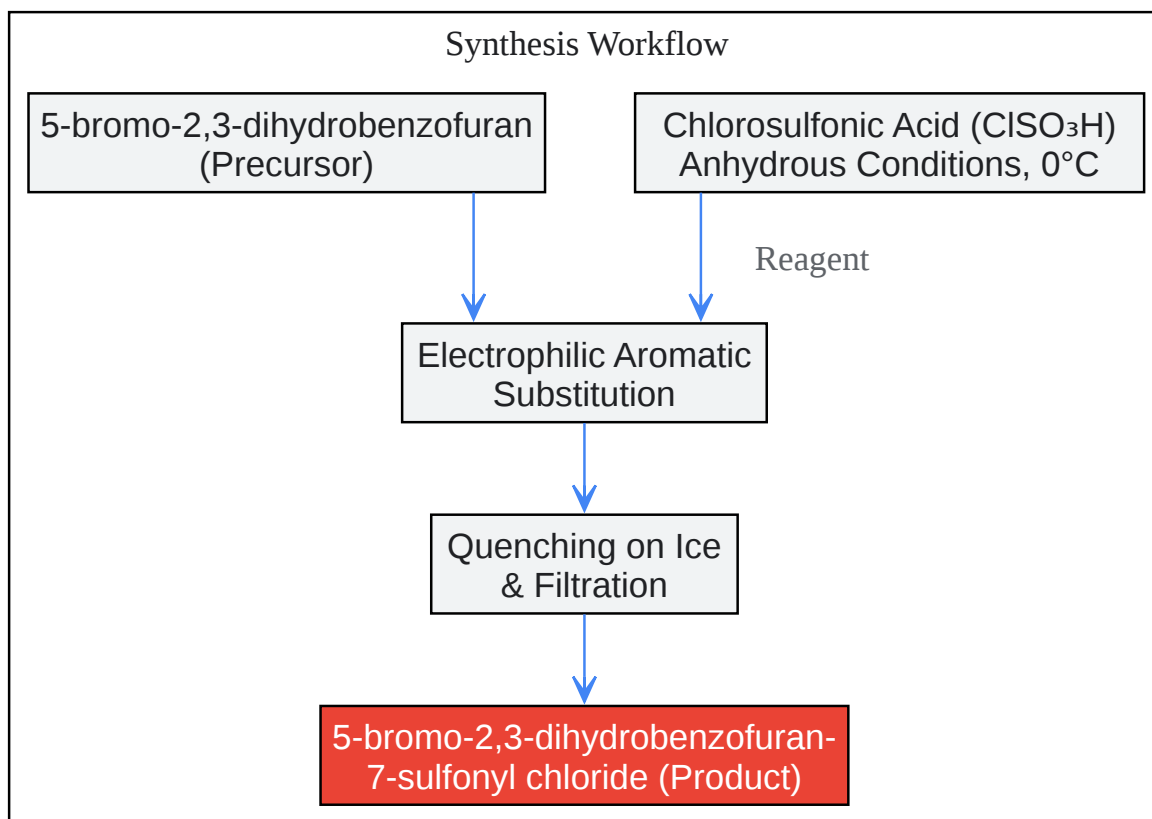 Synthesis Workflow
5-bromo-2,3-dihydrobenzofuran
(Precursor)
Chlorosulfonic Acid (ClSO₃H)
Anhydrous Conditions, 0°C
Reagent
Electrophilic Aromatic
Substitution
Quenching on Ice
& Filtration
5-bromo-2,3-dihydrobenzofuran-
7-sulfonyl chloride (Product)